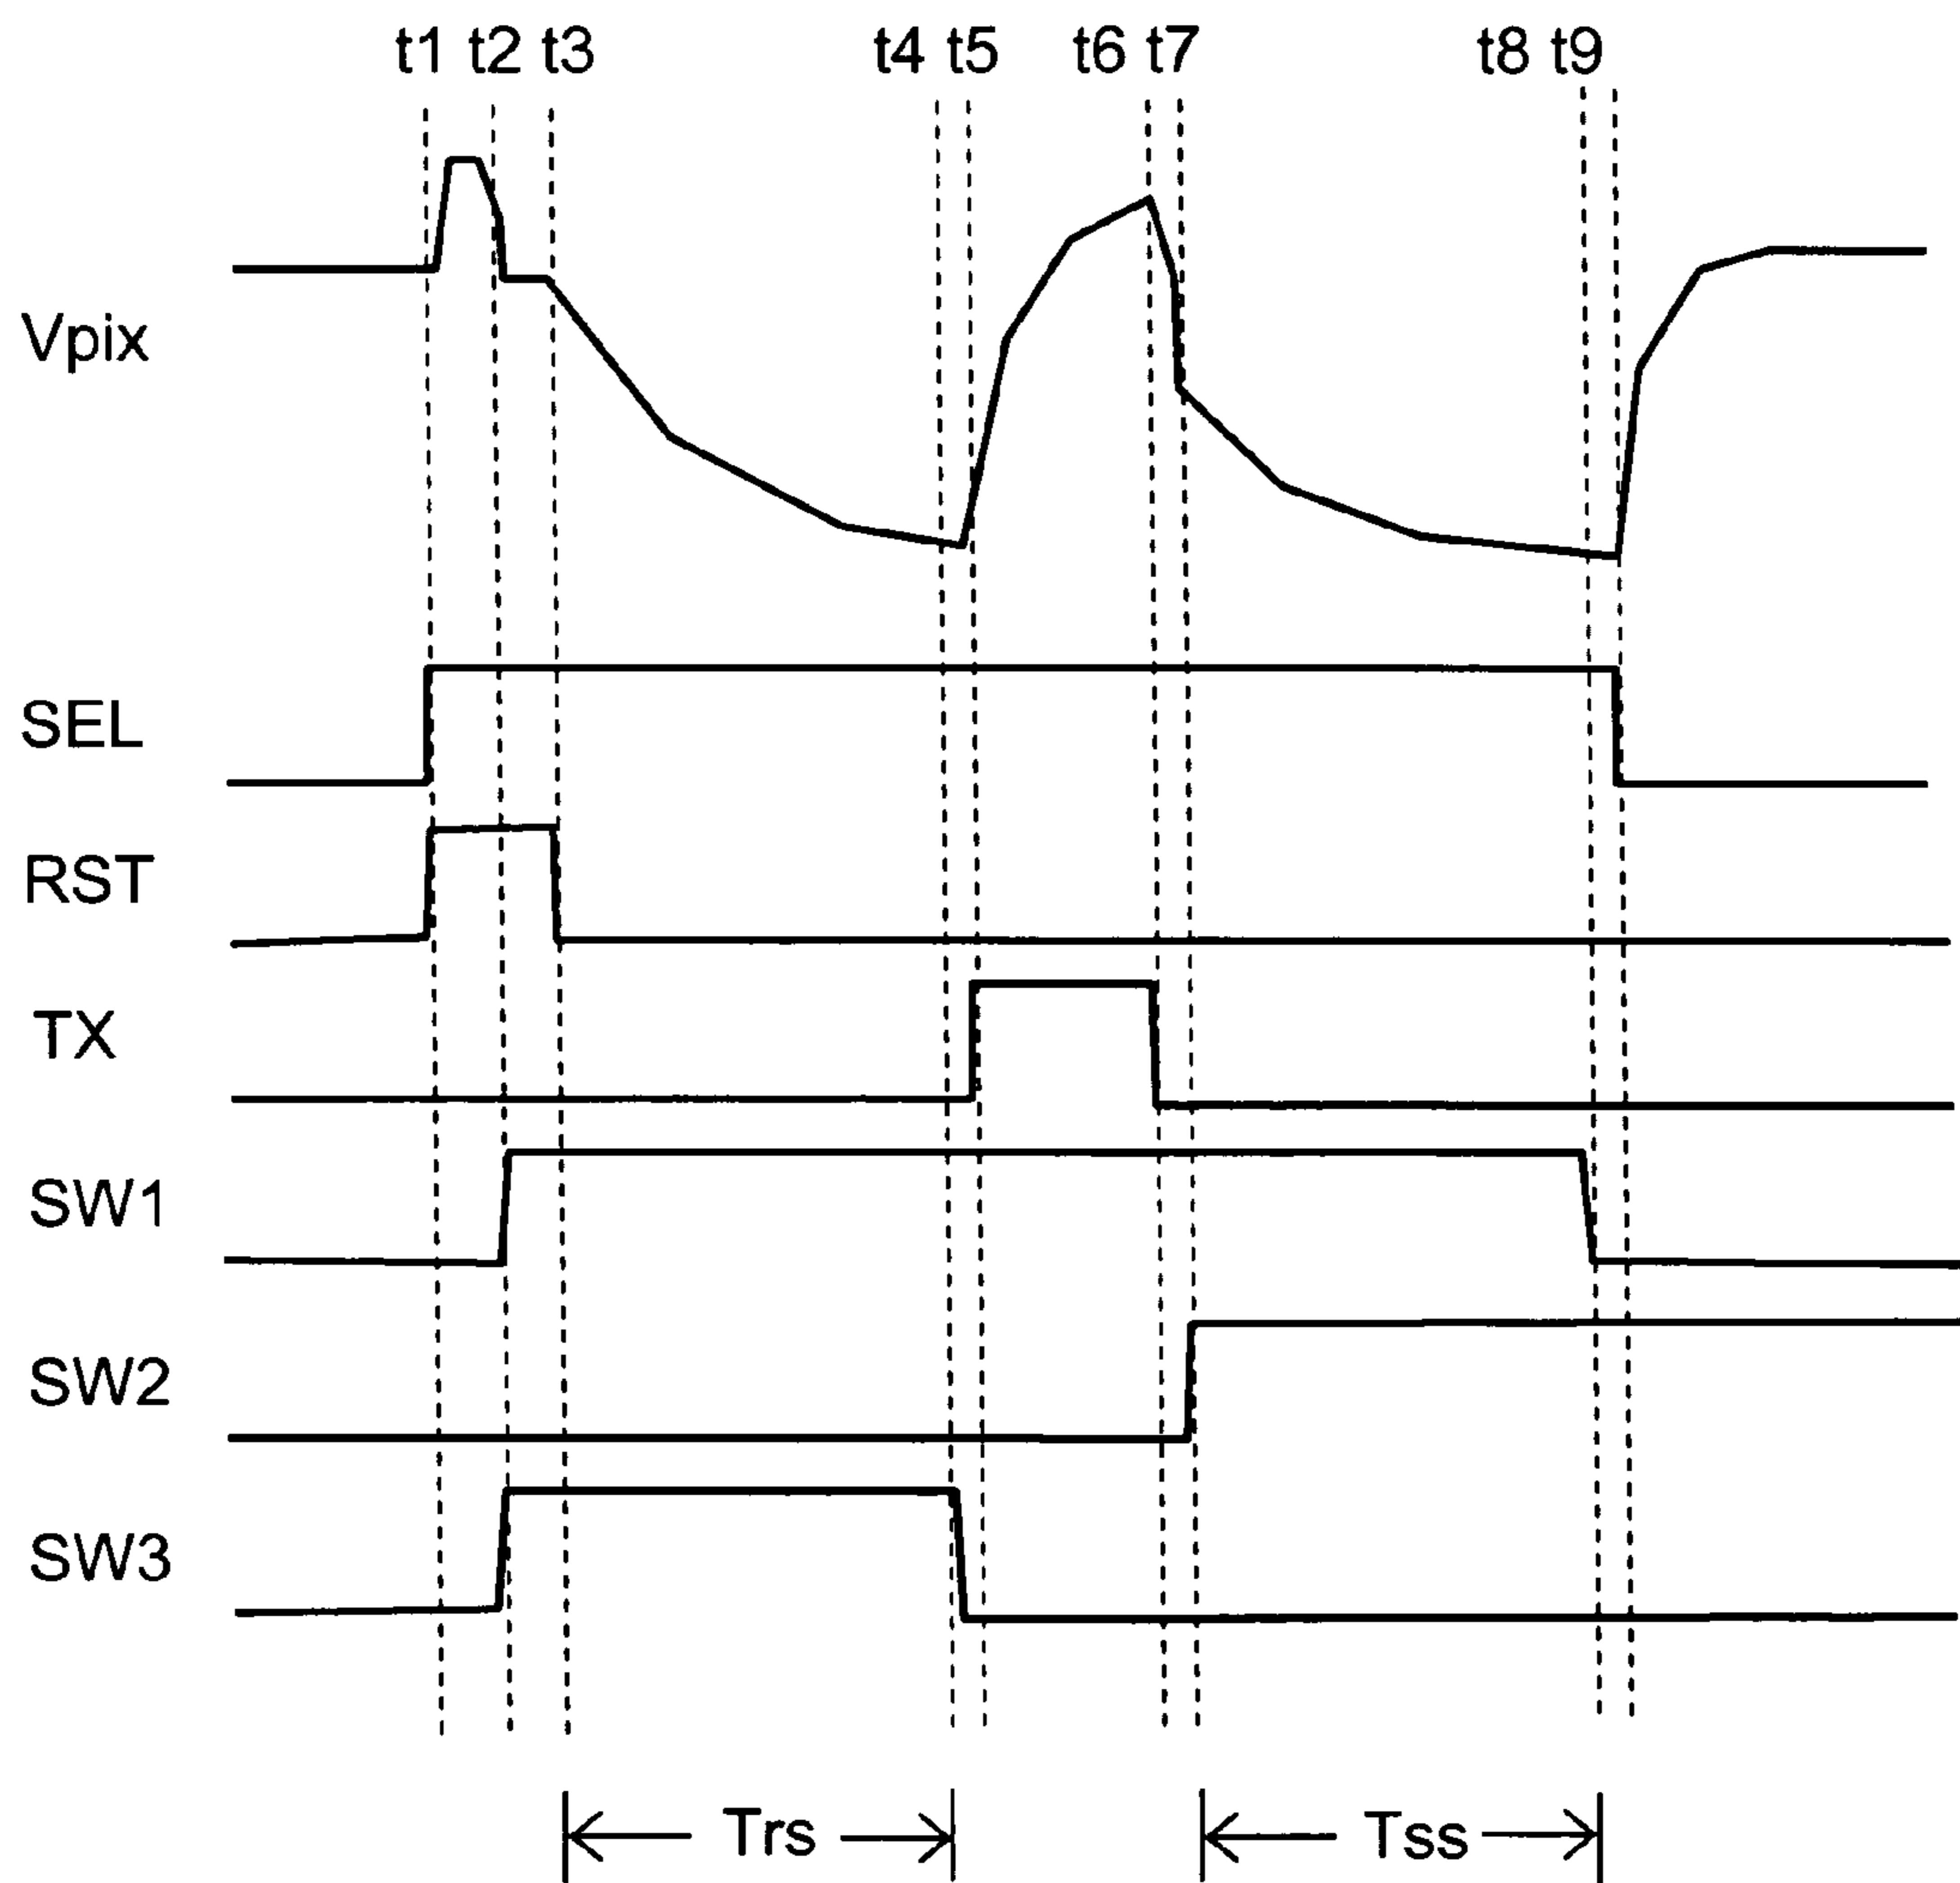 t1 t2 t3 t4 t5 t6 t7 t8 t9
Vpix
SEL
RST
TX
SW1
SW2
SW3
Trs Tss